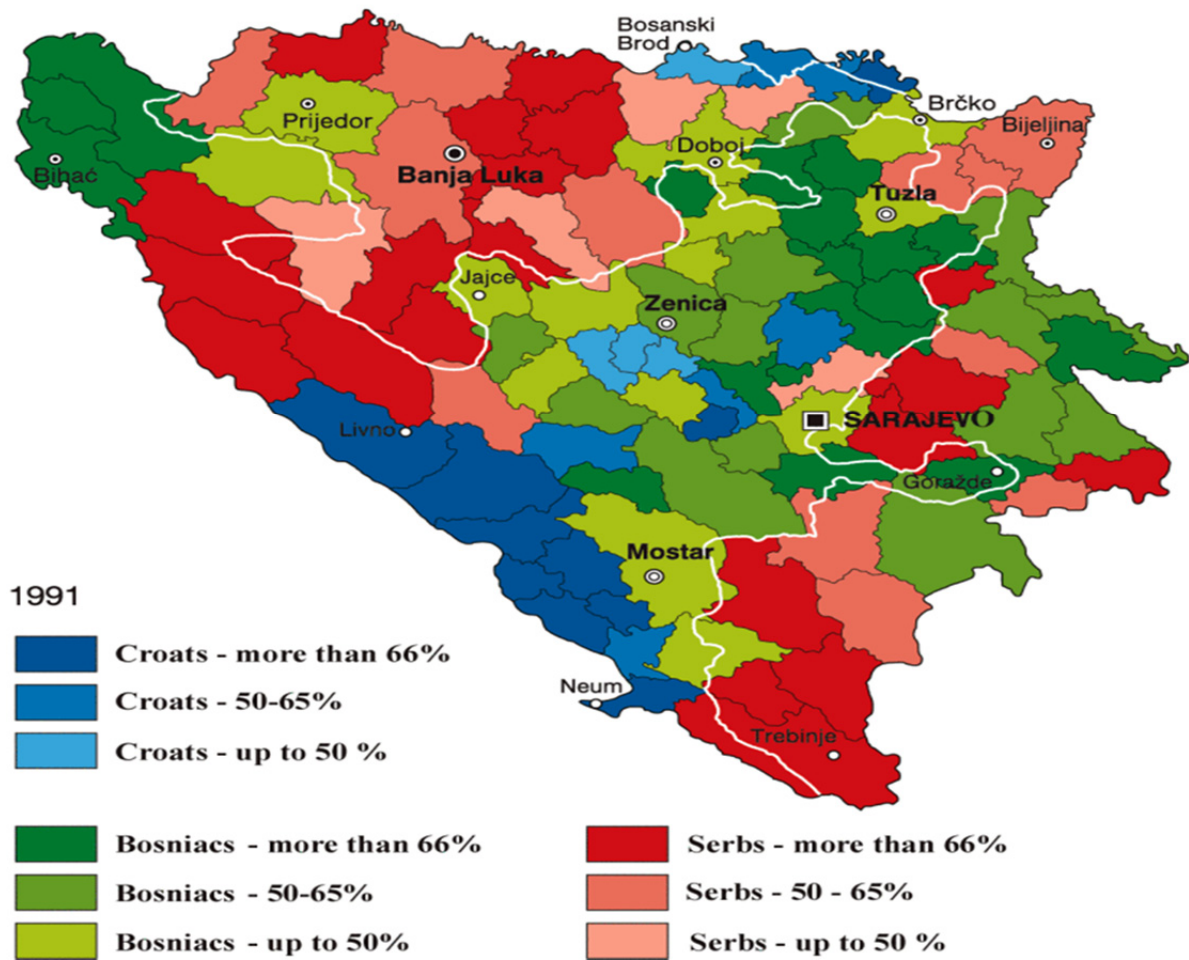 Bosanski
Brod
Brčko
Prijedor
Bijeljina
Doboj
Bihać
Banja Luka
Tuzla
Jajce
Zenica
SARAJEVO
Livno
Goražde
Mostar
1991
Croats - more than 66%
Neum
Croats - 50-65%
Trebinje
Croats - up to 50 %
Bosniacs - more than 66%
Serbs - more than 66%
Bosniacs - 50-65%
Serbs - 50 - 65%
Bosniacs - up to 50%
Serbs - up to 50 %